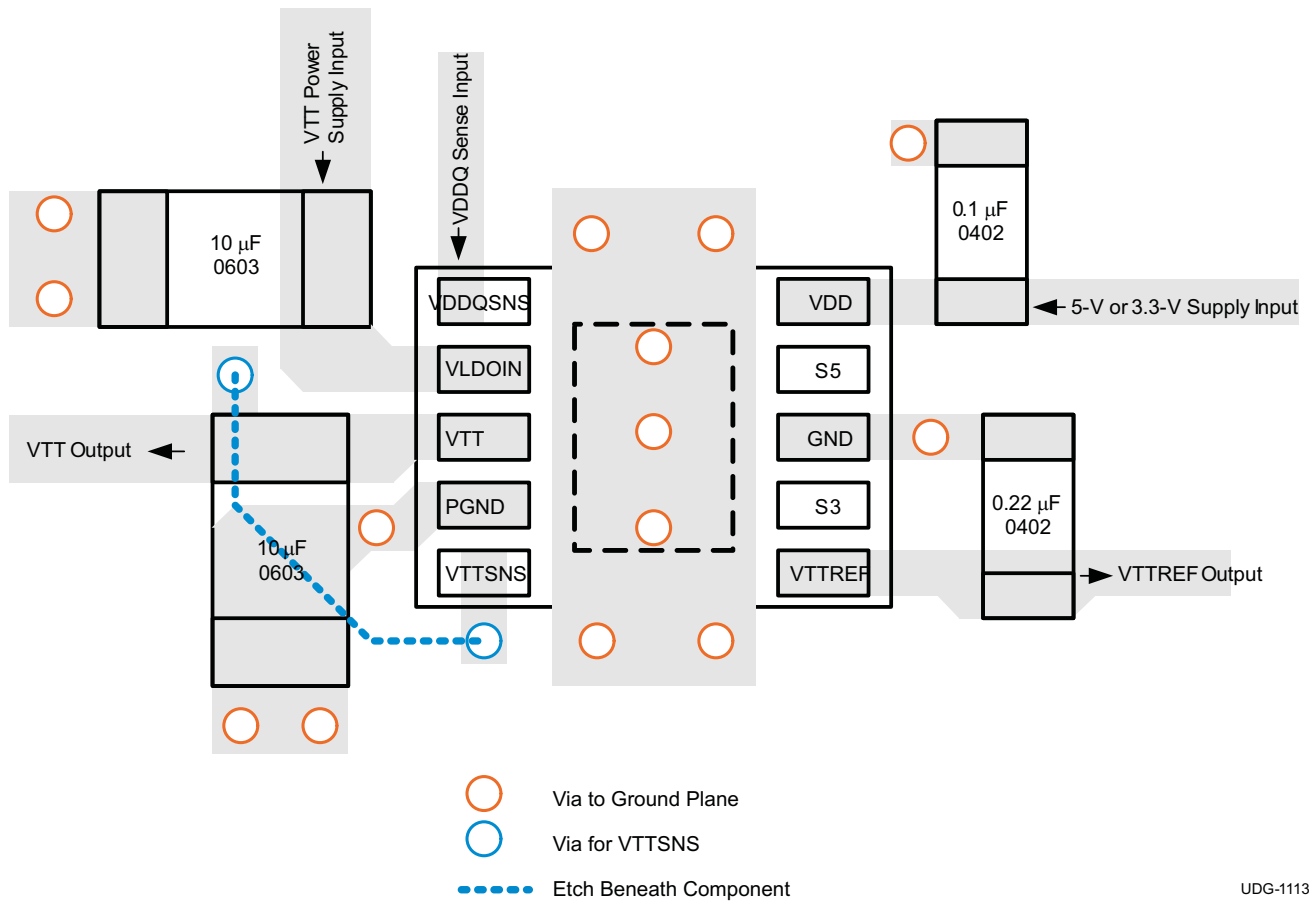 VTT Power
Supply Input
VDDQ Sense Input
10 μF
0603
0.1 μF
0402
VDDQSNS
VDD
5-V or 3.3-V Supply Input
VLDOIN
S5
VTT Output
VTT
GND
PGND
S3
0.22 μF
0402
10 μF
0603
VTTSNS
VTTREF
VTTREF Output
Via to Ground Plane
Via for VTTSNS
Etch Beneath Component
UDG-1113